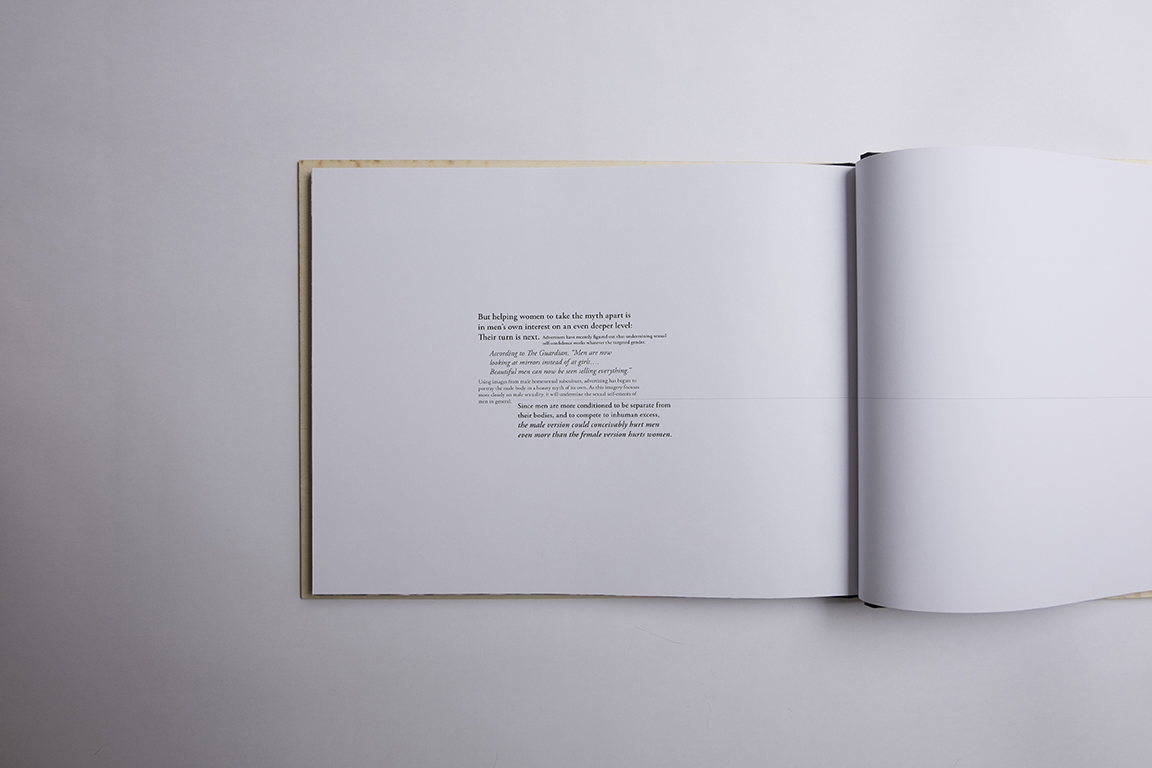 But helping women to take the myth apart is
in men's own interest on an even deeper level:
Their turn is next. Advertisers have recently figured out that undermining sexual
self-confidence works whatever the targeted gender.
According to The Guardian, "Men are now
looking at mirrors instead of at girls....
Beautiful men can now be seen selling everything."
Using images from male homosexual subculture, advertising has begun to
portray the male body in a beauty myth of its own. As this imagery focuses
more closely on male sexuality, it will undermine the sexual self-esteem of
men in general.
Since men are more conditioned to be separate from
their bodies, and to compete to inhuman excess,
the male version could conceivably hurt men
even more than the female version hurts women.